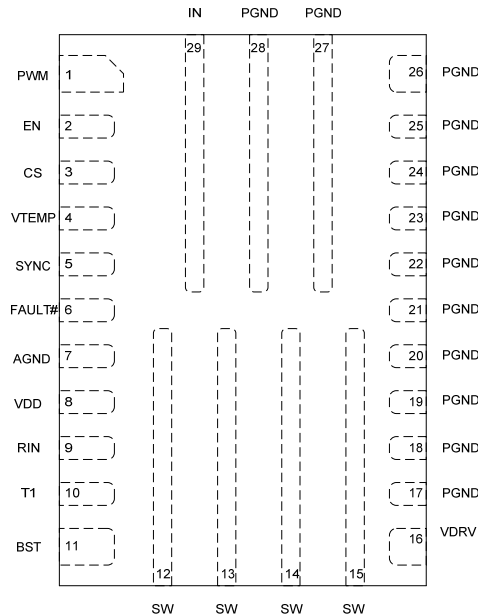 IN PGND PGND
29 28 27
PWM 1 26 PGND
EN 2 25 PGND
CS 3 24 PGND
VTEMP 4 23 PGND
SYNC 5 22 PGND
FAULT# 6 21 PGND
AGND 7 20 PGND
VDD 8 19 PGND
RIN 9 18 PGND
T1 10 17 PGND
BST 11 16 VDRV
12 13 14 15
SW SW SW SW